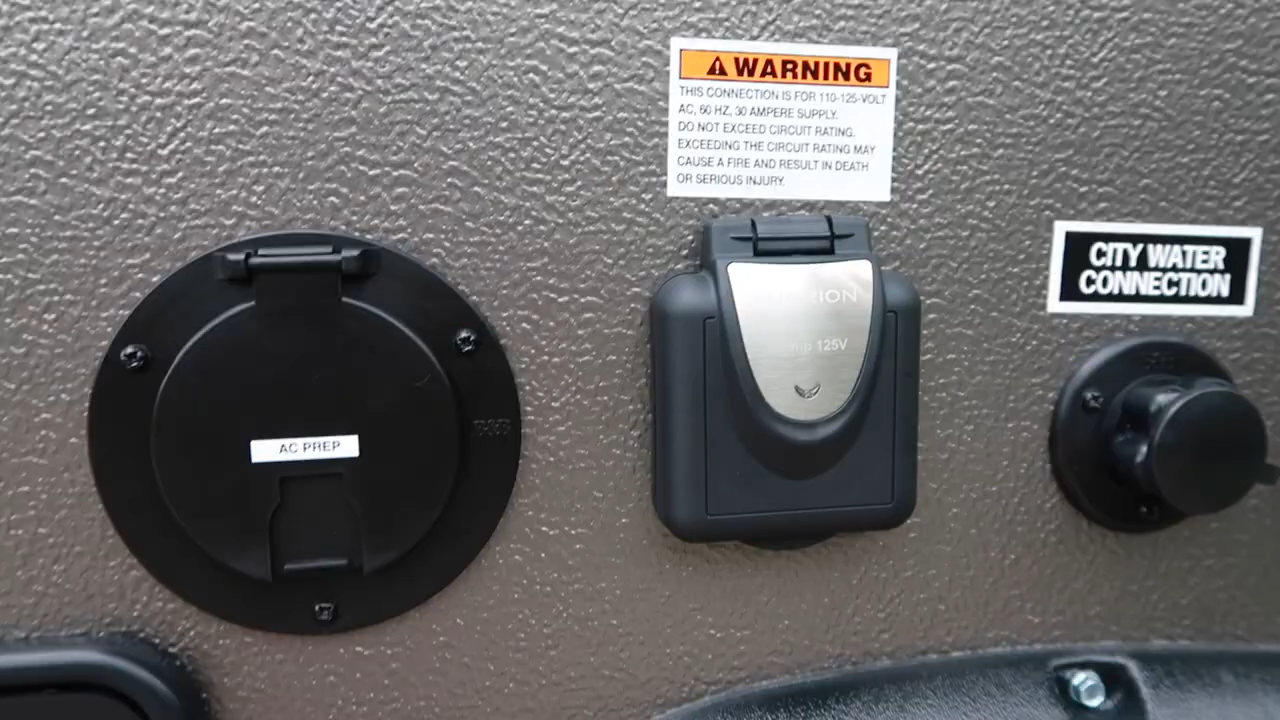 WARNING
THIS CONNECTION IS FOR 110-125-VOLT
AC, 60 HZ, 30 AMPERE SUPPLY.
DO NOT EXCEED CIRCUIT RATING.
EXCEEDING THE CIRCUIT RATING MAY
CAUSE A FIRE AND RESULT IN DEATH
OR SERIOUS INJURY.
CITY WATER
CONNECTION
125V
AC PREP